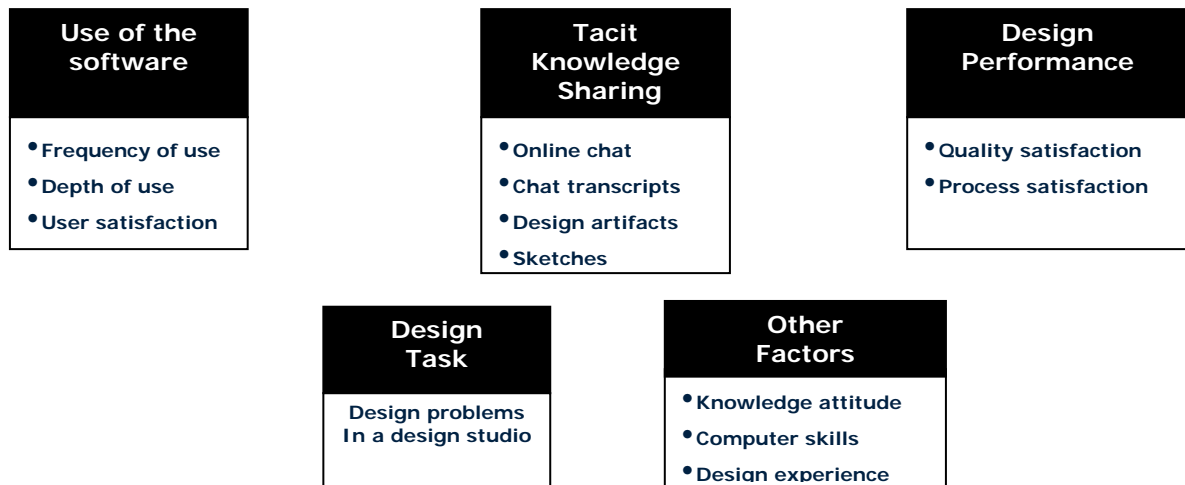 Use of the
software
• Frequency of use
• Depth of use
• User satisfaction
Tacit
Knowledge
Sharing
• Online chat
• Chat transcripts
• Design artifacts
• Sketches
Design
Performance
• Quality satisfaction
• Process satisfaction
Design
Task
Design problems
In a design studio
Other
Factors
• Knowledge attitude
• Computer skills
• Design experience